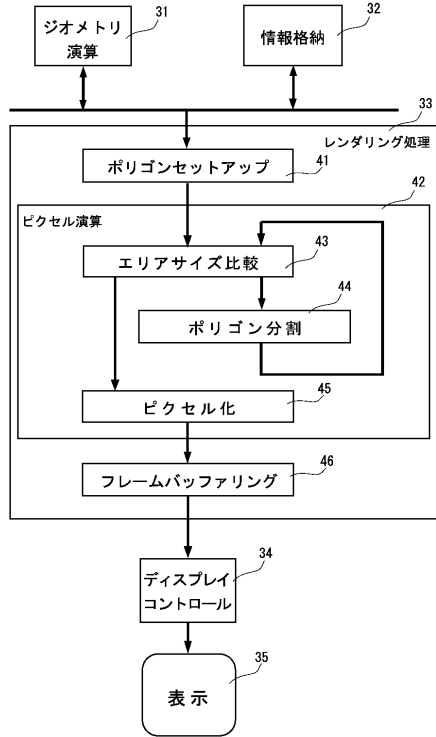 ジオメトリ
演算
31
情報格納
32
33
レンダリング処理
ポリゴンセットアップ
41
42
ピクセル演算
エリアサイズ比較
43
44
ポリゴン分割
ピクセル化
45
フレームバッファリング
46
ディスプレイ
コントロール
34
表示
35